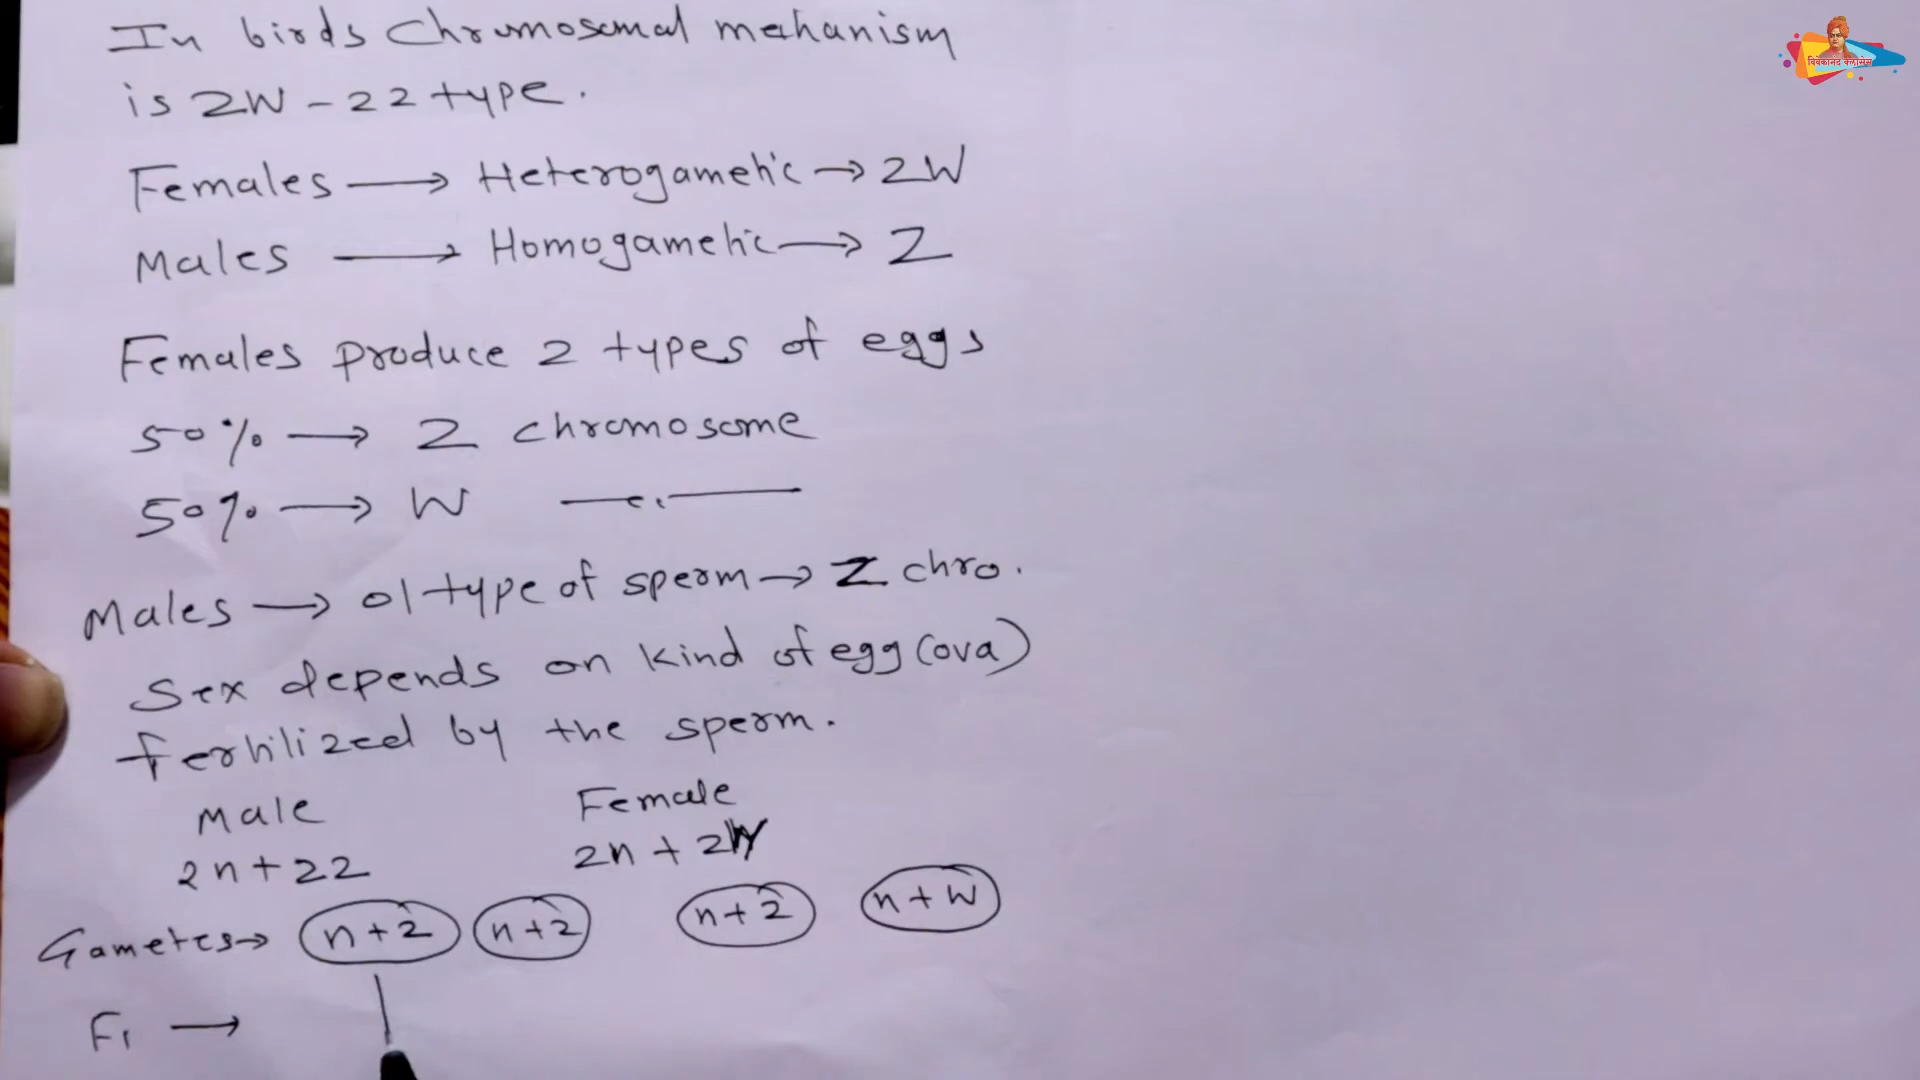 In birds Chromosomal mechanism
is ZW - ZZ type.
Females → Heterogametic → ZW
Males → Homogametic → Z
Females produce 2 types of eggs
50% → Z chromosome
50% → W —〃—
Males → 01 type of sperm → Z chro.
Sex depends on kind of egg (ova)
fertilized by the sperm.
Male Female
2n + ZZ 2n + ZW
Gametes → n+Z n+Z n+Z n+W
F1 →
विवेकानंद क्लासेस